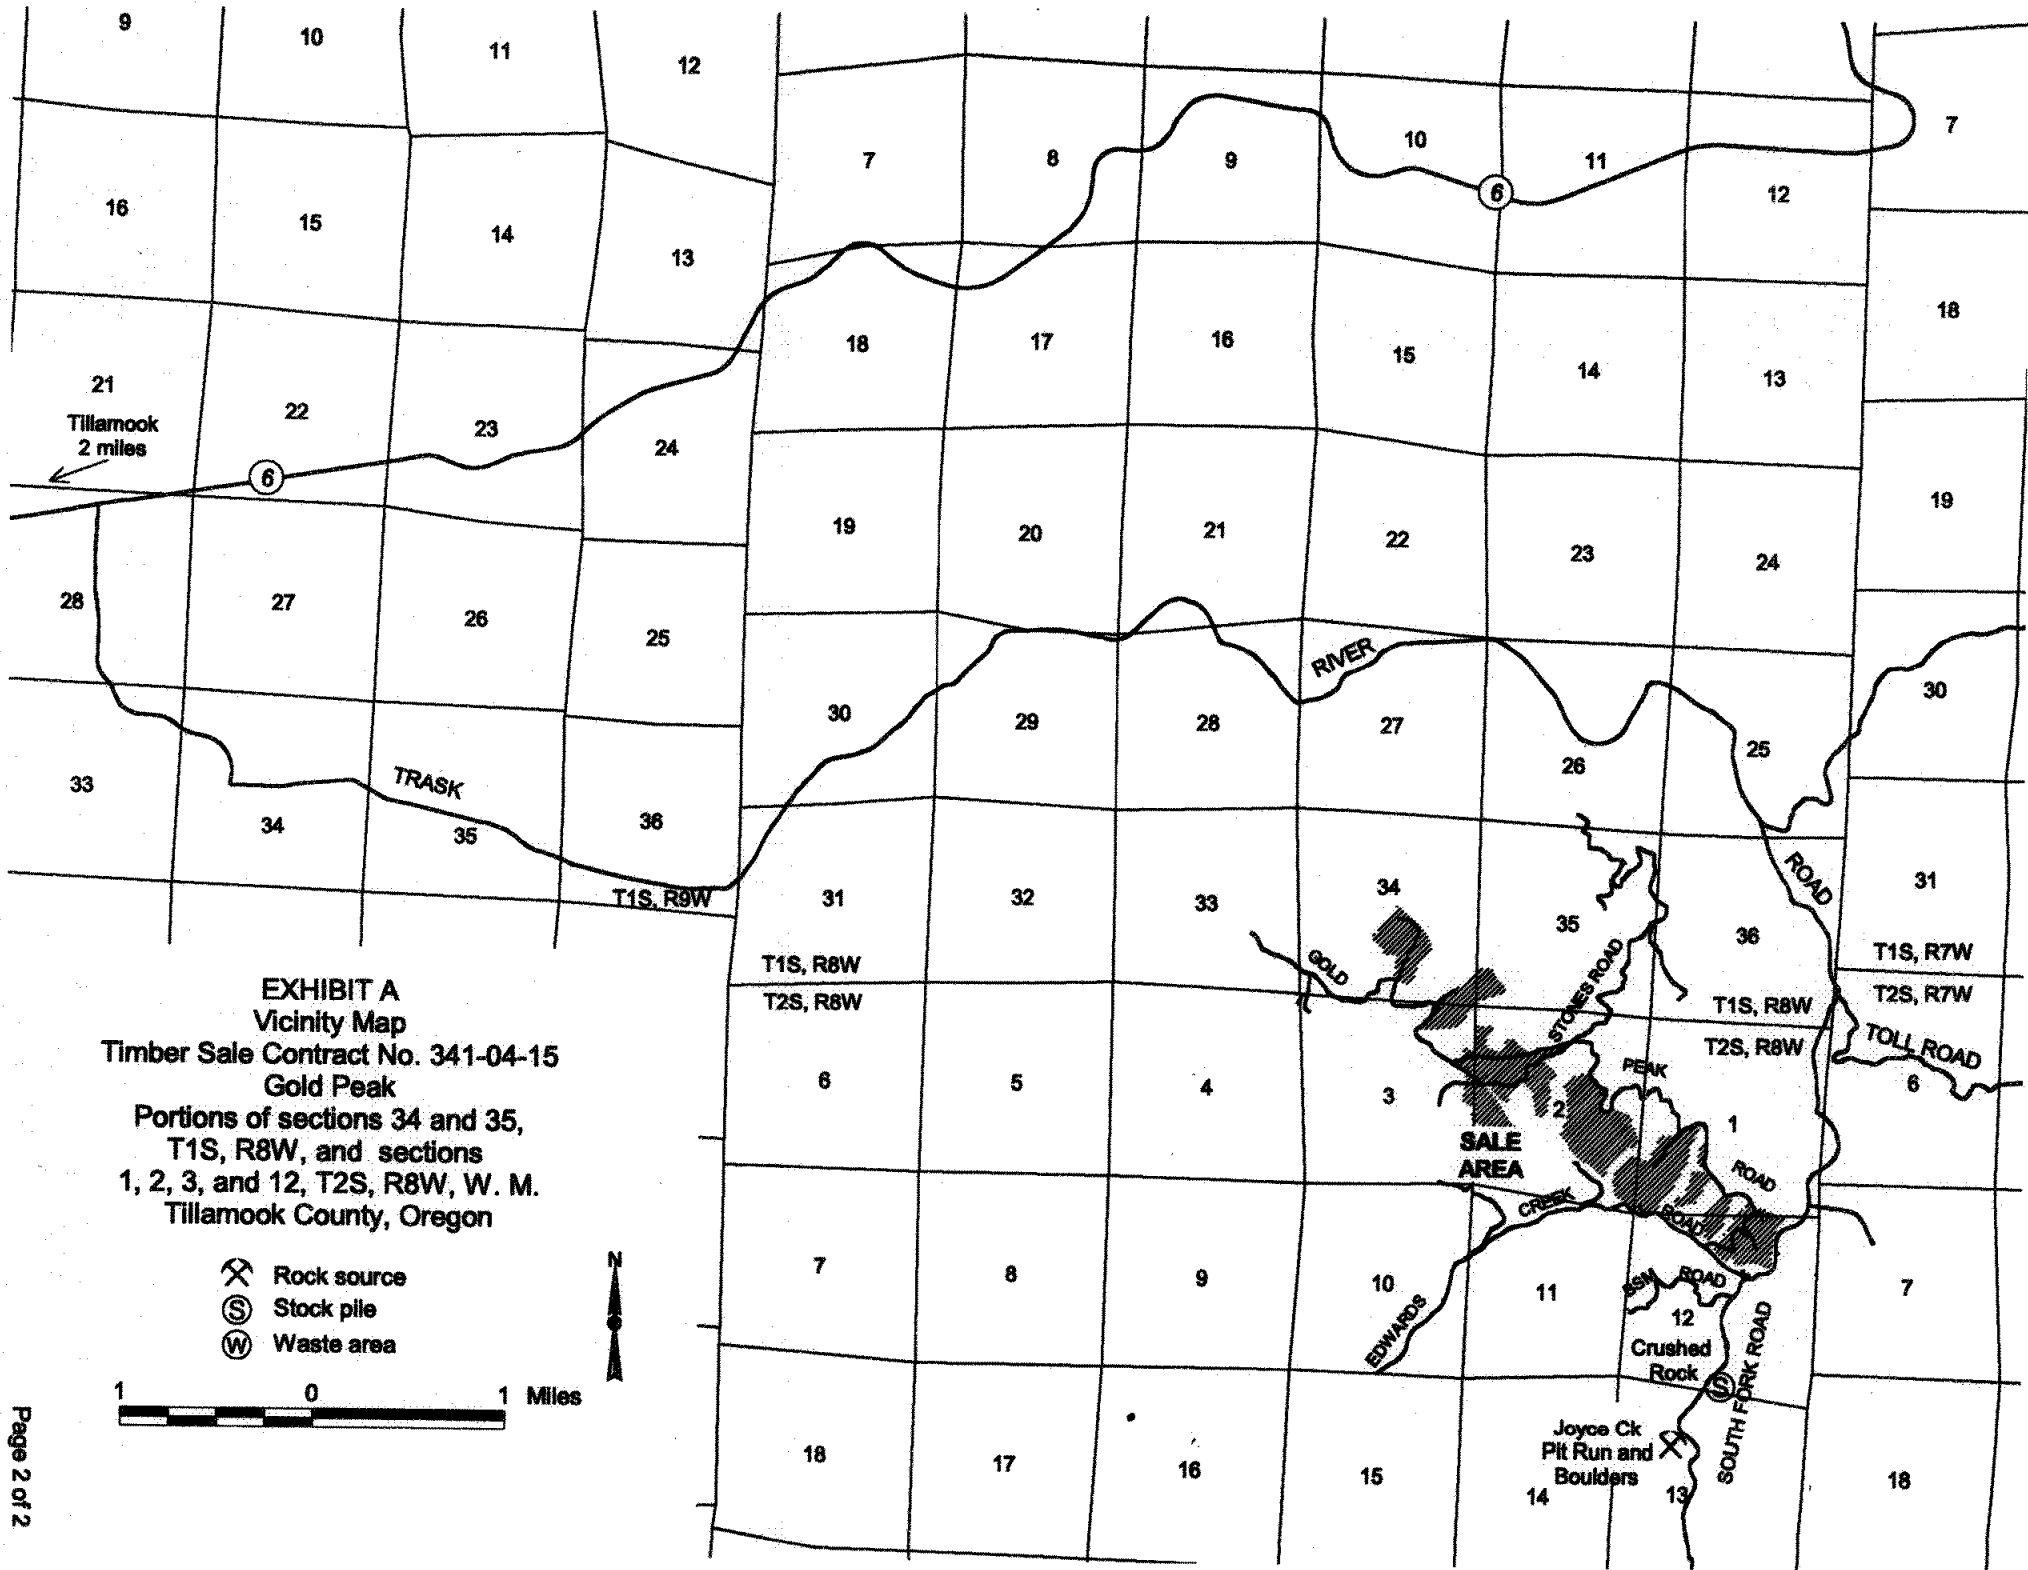 9
10
11
12
7
8
9
10
11
12
7
6
16
15
14
13
18
17
16
15
14
13
18
21
22
23
24
Tillamook
2 miles
6
19
20
21
22
23
24
19
28
27
26
25
30
29
28
27
26
25
30
RIVER
33
34
35
36
TRASK
T1S, R9W
31
32
33
34
35
36
31
ROAD
GOLD
STONES ROAD
T1S, R8W
T2S, R8W
T1S, R8W
T2S, R8W
T1S, R7W
T2S, R7W
TOLL ROAD
PEAK
6
5
4
3
2
1
6
SALE
AREA
ROAD
CREEK
ROAD
EDWARDS
7
8
9
10
11
12
7
SSM ROAD
Crushed
Rock
S
SOUTH FORK ROAD
Joyce Ck
Pit Run and
Boulders
18
17
16
15
14
13
18
EXHIBIT A
Vicinity Map
Timber Sale Contract No. 341-04-15
Gold Peak
Portions of sections 34 and 35,
T1S, R8W, and sections
1, 2, 3, and 12, T2S, R8W, W. M.
Tillamook County, Oregon
Rock source
S Stock pile
W Waste area
N
1 0 1 Miles
Page 2 of 2